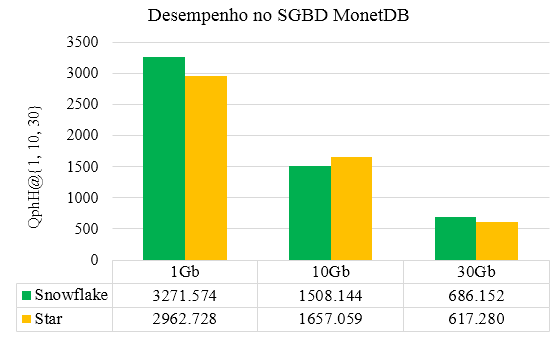 Desempenho no SGBD MonetDB
QphH@{1, 10, 30}
3500
3000
2500
2000
1500
1000
500
0
1Gb 10Gb 30Gb
Snowflake 3271.574 1508.144 686.152
Star 2962.728 1657.059 617.280